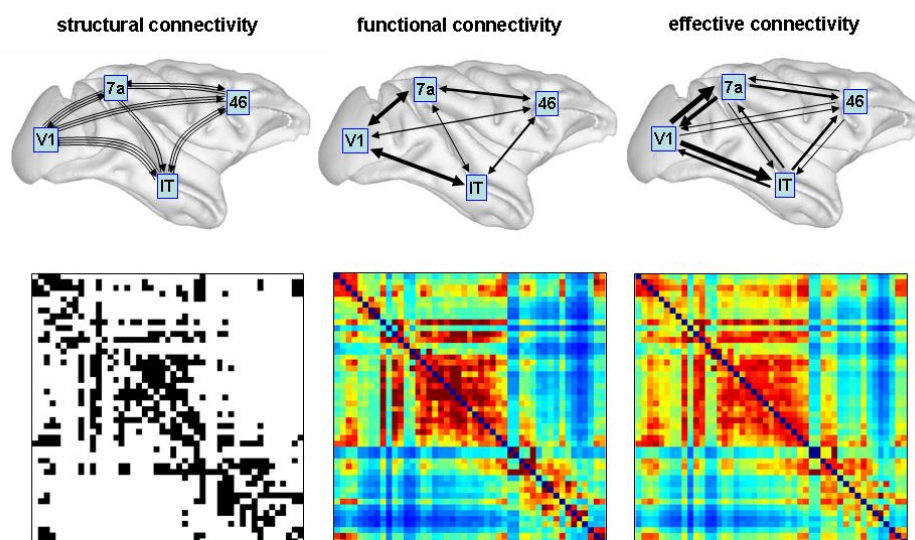 structural connectivity
functional connectivity
effective connectivity
7a
46
V1
IT
7a
46
V1
IT
7a
46
V1
IT